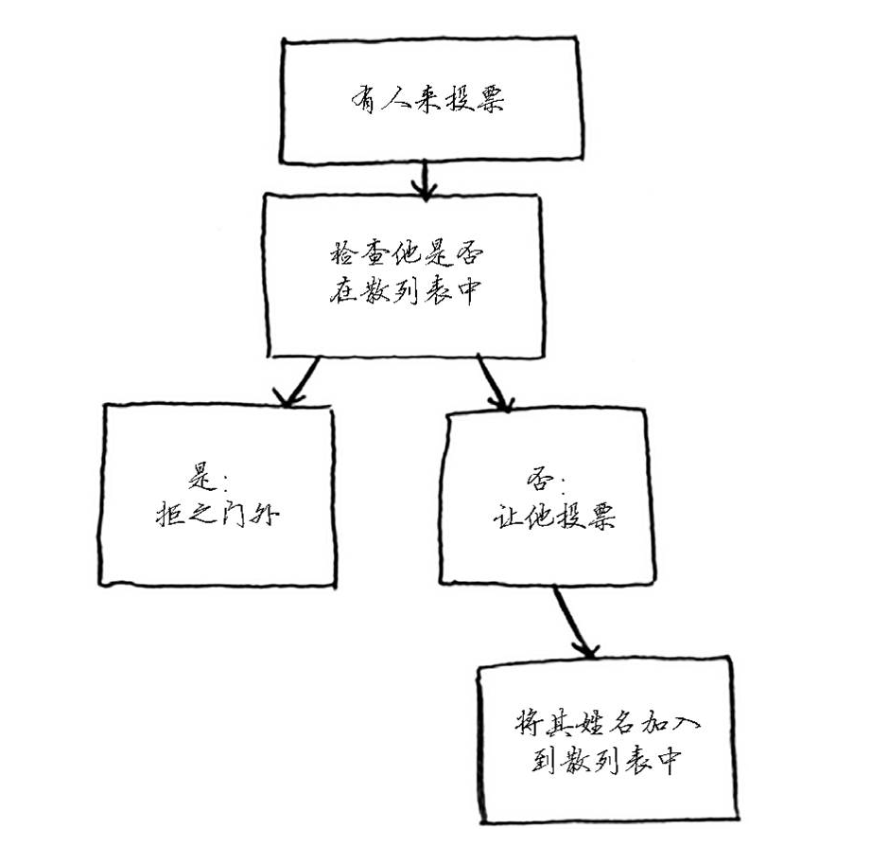 有人来投票
检查他是否
在散列表中
是：
拒之门外
否：
让他投票
将其姓名加入
到散列表中